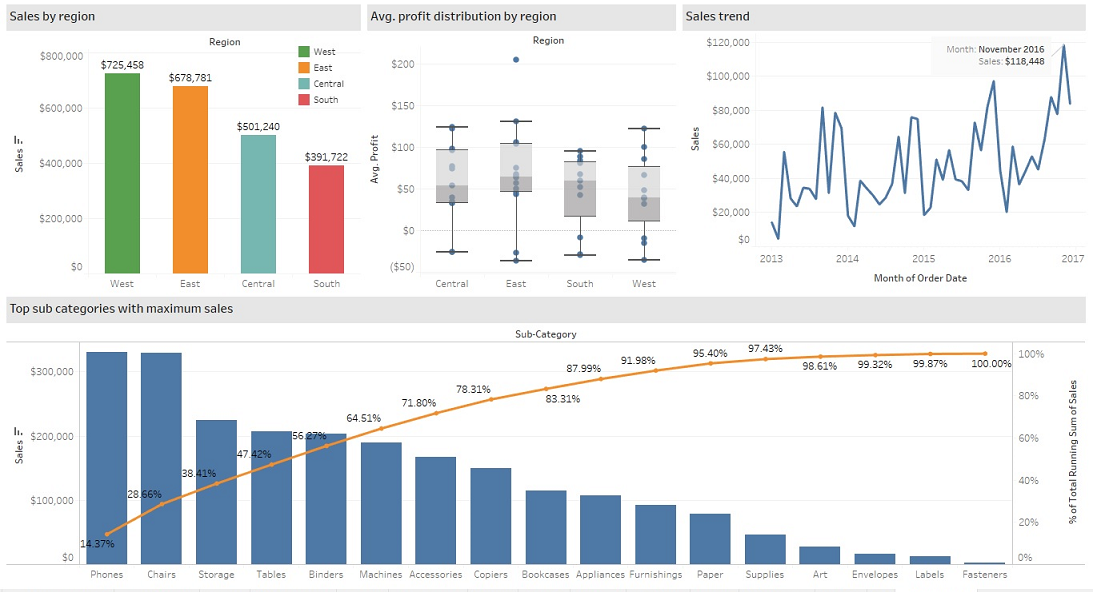 Sales by region
Region
West
East
Central
South
$800,000
$600,000
$400,000
$200,000
$0
Sales
$725,458
$678,781
$501,240
$391,722
West East Central South
Avg. profit distribution by region
Region
$200
$150
$100
$50
$0
($50)
Avg. Profit
Central East South West
Sales trend
$120,000
$100,000
$80,000
$60,000
$40,000
$20,000
$0
Sales
Month: November 2016
Sales: $118,448
2013 2014 2015 2016 2017
Month of Order Date
Top sub categories with maximum sales
Sub-Category
$300,000
$200,000
$100,000
$0
Sales
14.37%
28.66%
38.41%
47.42%
56.27%
64.51%
71.80%
78.31%
83.31%
87.99%
91.98%
95.40%
97.43%
98.61%
99.32%
99.87%
100.00%
100%
80%
60%
40%
20%
0%
% of Total Running Sum of Sales
Phones Chairs Storage Tables Binders Machines Accessories Copiers Bookcases Appliances Furnishings Paper Supplies Art Envelopes Labels Fasteners